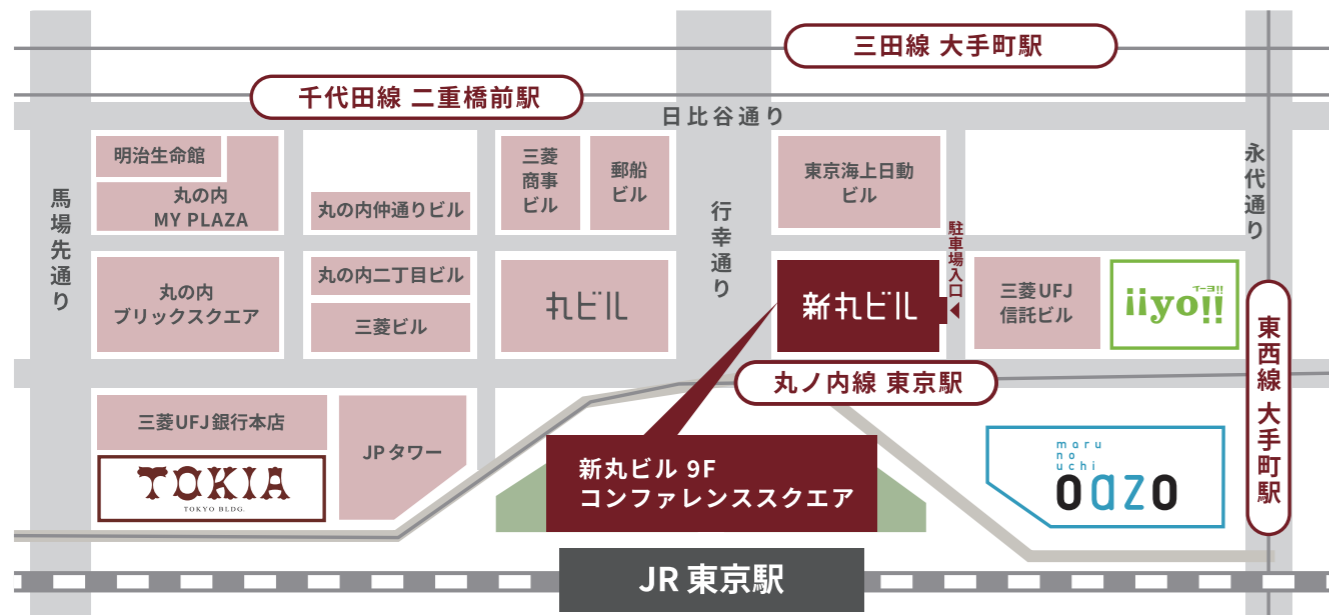 三田線 大手町駅
千代田線 二重橋前駅
日比谷通り
明治生命館
丸の内
MY PLAZA
丸の内仲通りビル
三菱
商事
ビル
郵船
ビル
東京海上日動
ビル
馬場先通り
行幸通り
永代通り
駐車場入口
丸の内
ブリックスクエア
丸の内二丁目ビル
三菱ビル
丸ビル
新丸ビル
三菱UFJ
信託ビル
イーヨ!!
iiyo!!
東西線 大手町駅
丸ノ内線 東京駅
三菱UFJ銀行本店
TOKIA
TOKYO BLDG.
JPタワー
新丸ビル 9F
コンファレンススクエア
maru
no
uchi
oazo
JR 東京駅